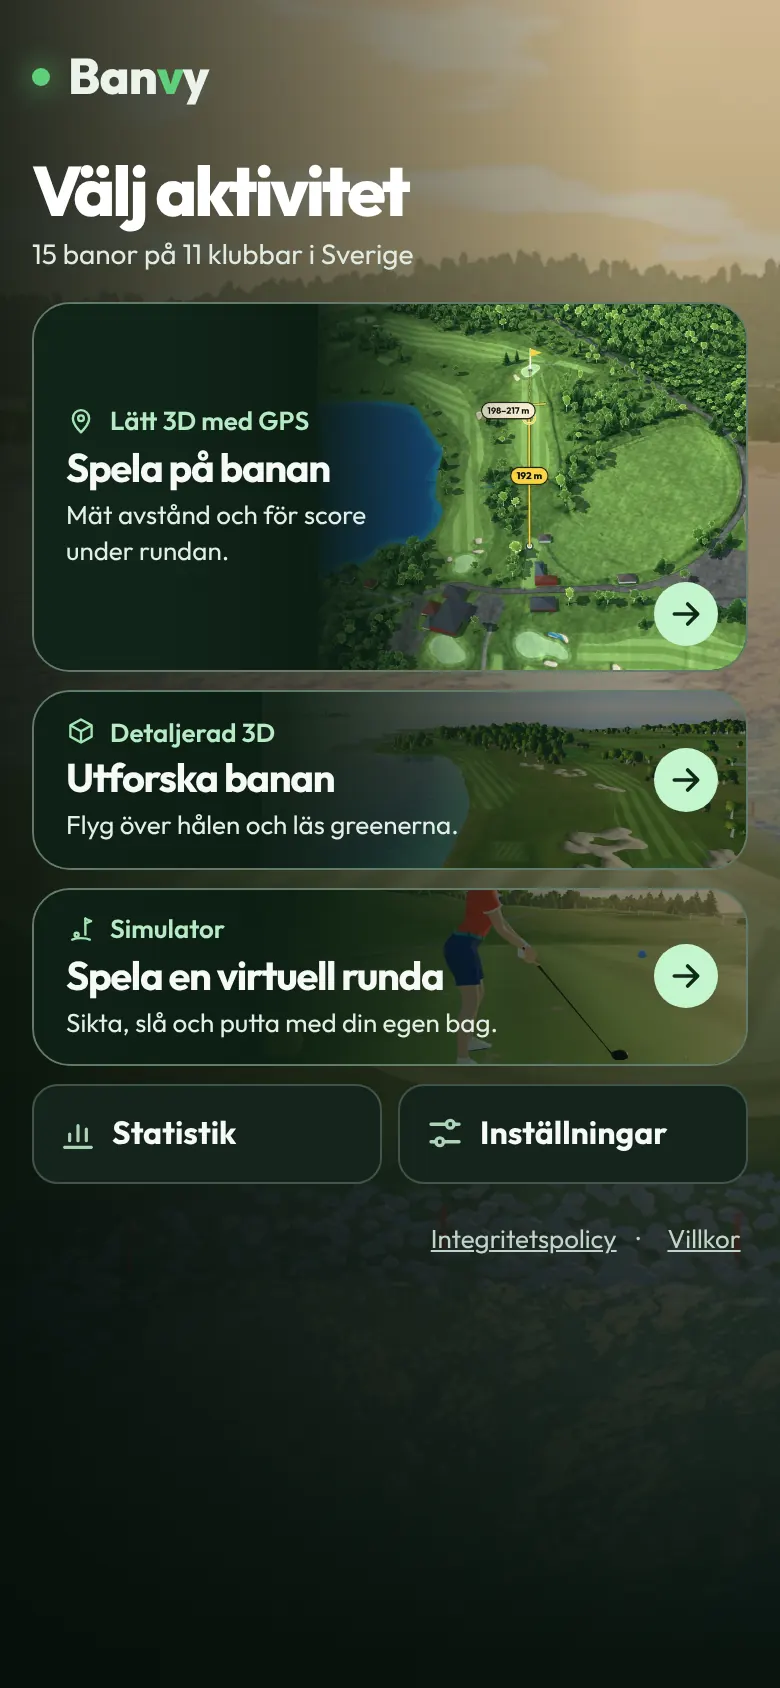 Banvy
Välj aktivitet
15 banor på 11 klubbar i Sverige
Lätt 3D med GPS
Spela på banan
Mät avstånd och för score
under rundan.
198–217 m
192 m
Detaljerad 3D
Utforska banan
Flyg över hålen och läs greenerna.
Simulator
Spela en virtuell runda
Sikta, slå och putta med din egen bag.
Statistik
Inställningar
Integritetspolicy · Villkor